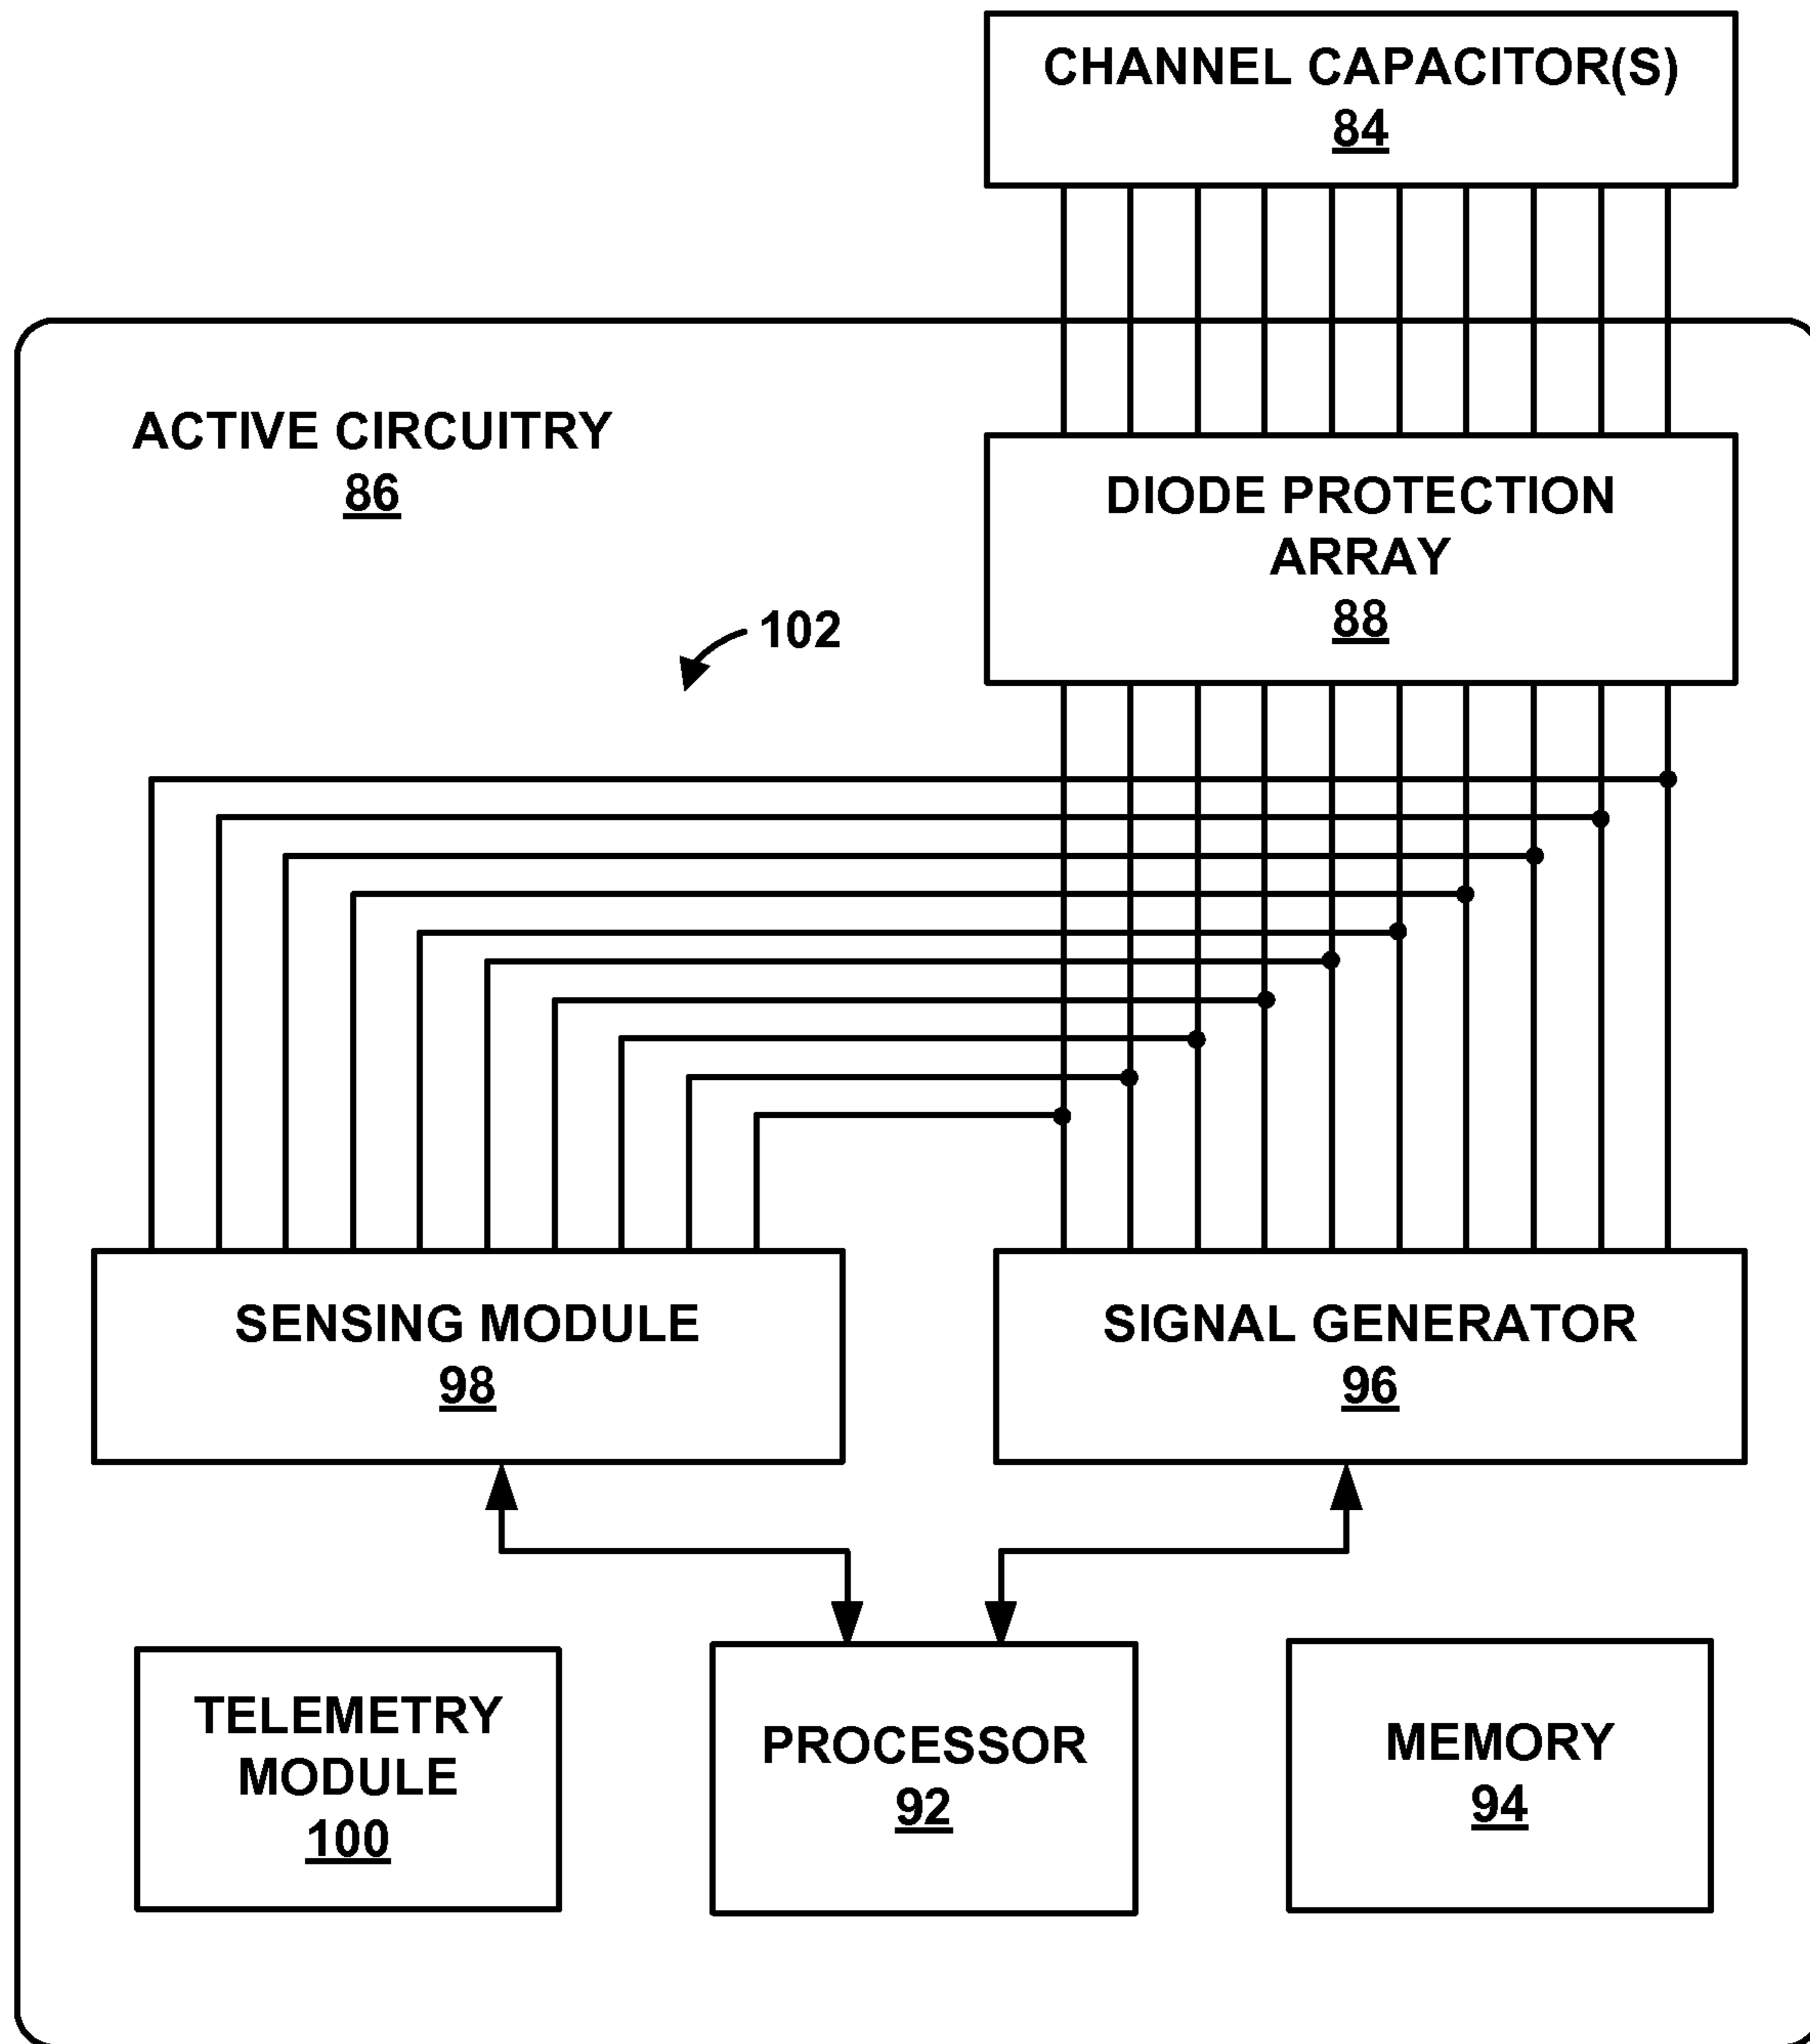 CHANNEL CAPACITOR(S)
84
ACTIVE CIRCUITRY
86
DIODE PROTECTION
ARRAY
88
102
SENSING MODULE
98
SIGNAL GENERATOR
96
TELEMETRY
MODULE
100
PROCESSOR
92
MEMORY
94